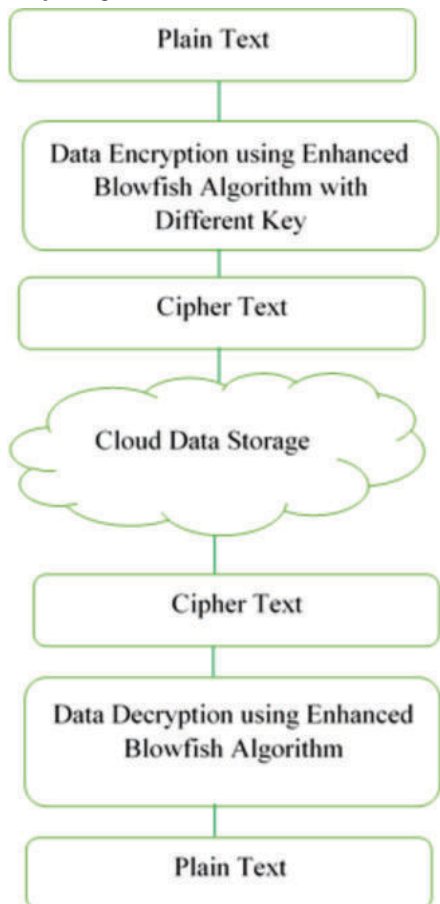 Plain Text
Data Encryption using Enhanced
Blowfish Algorithm with
Different Key
Cipher Text
Cloud Data Storage
Cipher Text
Data Decryption using Enhanced
Blowfish Algorithm
Plain Text